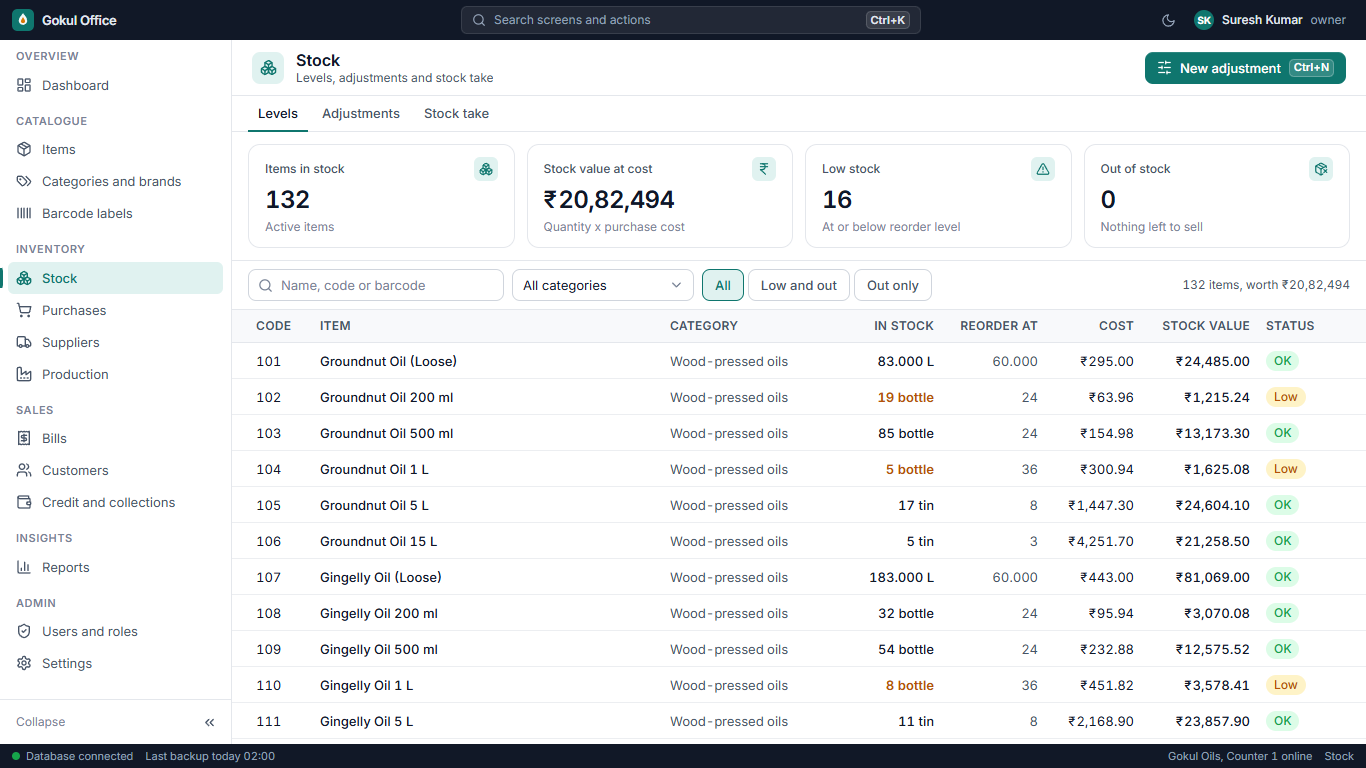 Gokul Office
Search screens and actions Ctrl+K
SK Suresh Kumar owner
OVERVIEW
Dashboard
CATALOGUE
Items
Categories and brands
Barcode labels
INVENTORY
Stock
Purchases
Suppliers
Production
SALES
Bills
Customers
Credit and collections
INSIGHTS
Reports
ADMIN
Users and roles
Settings
Collapse
Stock
Levels, adjustments and stock take
New adjustment Ctrl+N
Levels Adjustments Stock take
Items in stock
132
Active items
Stock value at cost
₹20,82,494
Quantity x purchase cost
Low stock
16
At or below reorder level
Out of stock
0
Nothing left to sell
Name, code or barcode All categories All Low and out Out only 132 items, worth ₹20,82,494
CODE ITEM CATEGORY IN STOCK REORDER AT COST STOCK VALUE STATUS
101 Groundnut Oil (Loose) Wood-pressed oils 83.000 L 60.000 ₹295.00 ₹24,485.00 OK
102 Groundnut Oil 200 ml Wood-pressed oils 19 bottle 24 ₹63.96 ₹1,215.24 Low
103 Groundnut Oil 500 ml Wood-pressed oils 85 bottle 24 ₹154.98 ₹13,173.30 OK
104 Groundnut Oil 1 L Wood-pressed oils 5 bottle 36 ₹300.94 ₹1,625.08 Low
105 Groundnut Oil 5 L Wood-pressed oils 17 tin 8 ₹1,447.30 ₹24,604.10 OK
106 Groundnut Oil 15 L Wood-pressed oils 5 tin 3 ₹4,251.70 ₹21,258.50 OK
107 Gingelly Oil (Loose) Wood-pressed oils 183.000 L 60.000 ₹443.00 ₹81,069.00 OK
108 Gingelly Oil 200 ml Wood-pressed oils 32 bottle 24 ₹95.94 ₹3,070.08 OK
109 Gingelly Oil 500 ml Wood-pressed oils 54 bottle 24 ₹232.88 ₹12,575.52 OK
110 Gingelly Oil 1 L Wood-pressed oils 8 bottle 36 ₹451.82 ₹3,578.41 Low
111 Gingelly Oil 5 L Wood-pressed oils 11 tin 8 ₹2,168.90 ₹23,857.90 OK
Database connected Last backup today 02:00 Gokul Oils, Counter 1 online Stock